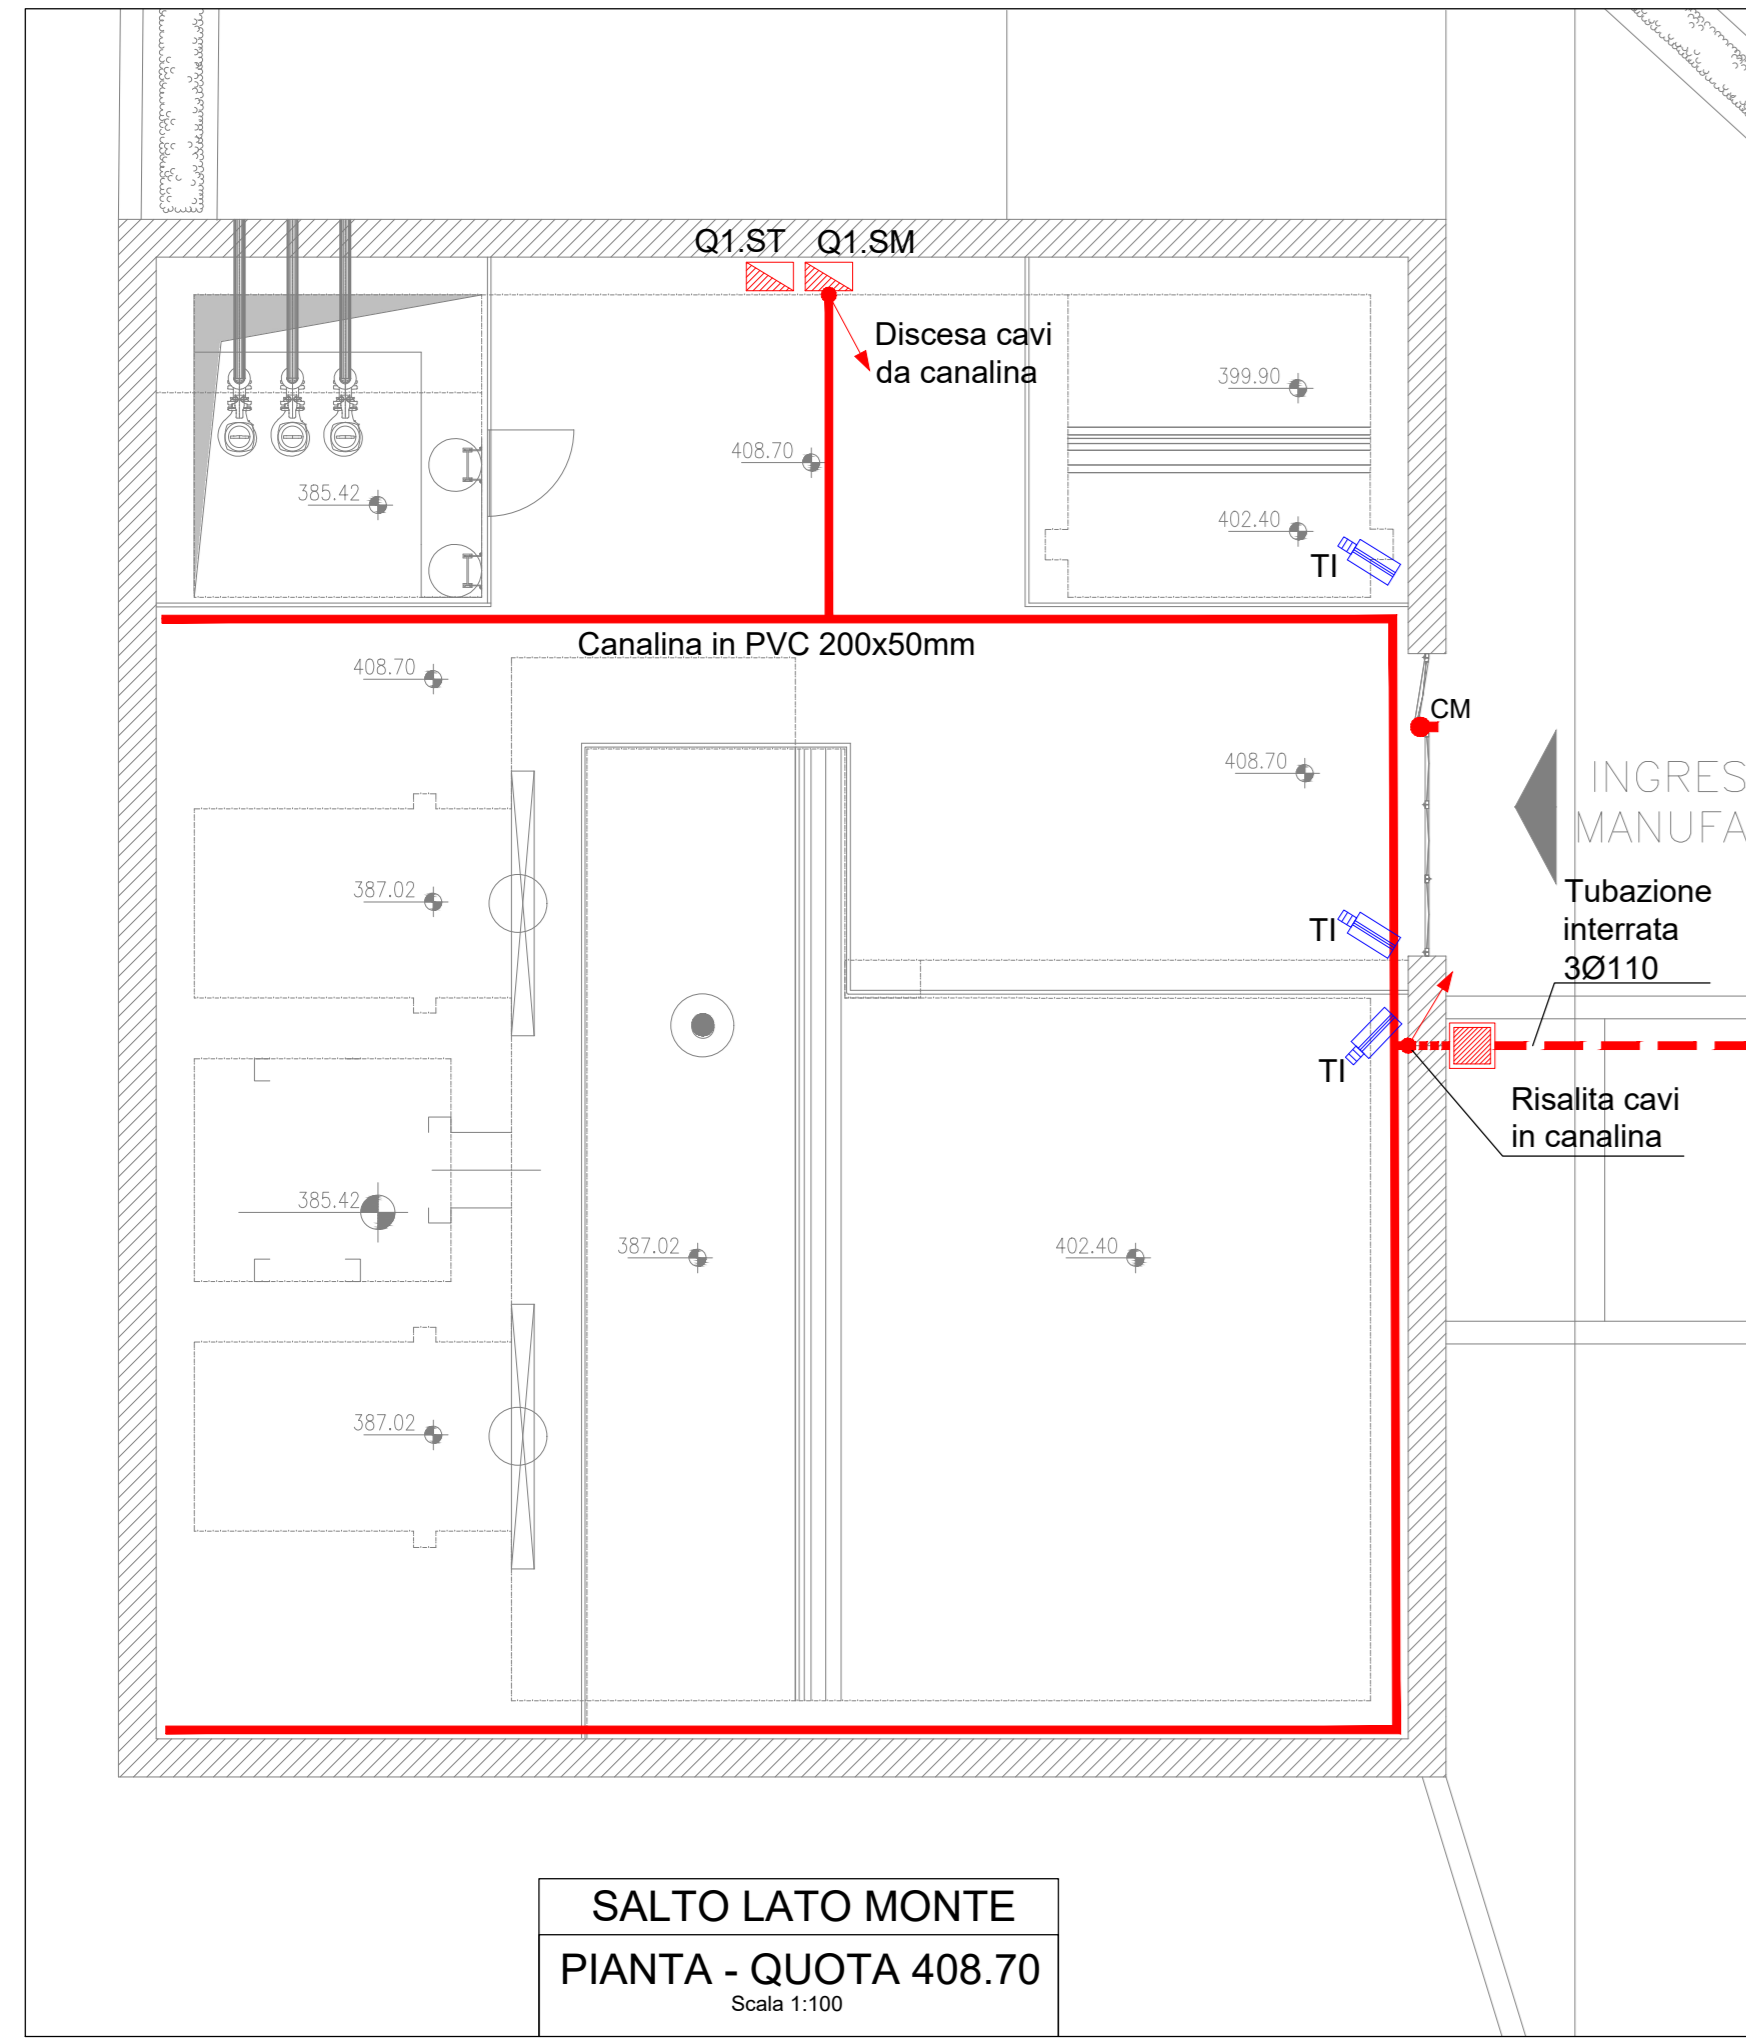 Q1.ST Q1.SM
Discesa cavi
da canalina
399.90
408.70
385.42
402.40
TI
Canalina in PVC 200x50mm
408.70
CM
408.70
INGRES
MANUFA
387.02
Tubazione
interrata
3Ø110
TI
TI
Risalita cavi
in canalina
385.42
387.02
402.40
387.02
SALTO LATO MONTE
PIANTA - QUOTA 408.70
Scala 1:100